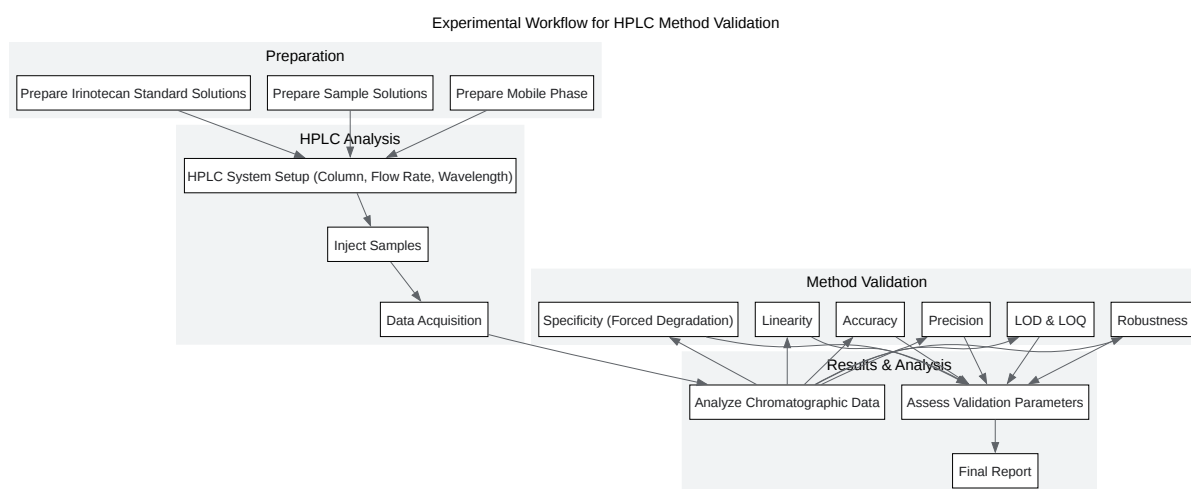 Experimental Workflow for HPLC Method Validation
Preparation
Prepare Irinotecan Standard Solutions
Prepare Sample Solutions
Prepare Mobile Phase
HPLC Analysis
HPLC System Setup (Column, Flow Rate, Wavelength)
Inject Samples
Data Acquisition
Method Validation
Specificity (Forced Degradation)
Linearity
Accuracy
Precision
LOD & LOQ
Robustness
Results & Analysis
Analyze Chromatographic Data
Assess Validation Parameters
Final Report